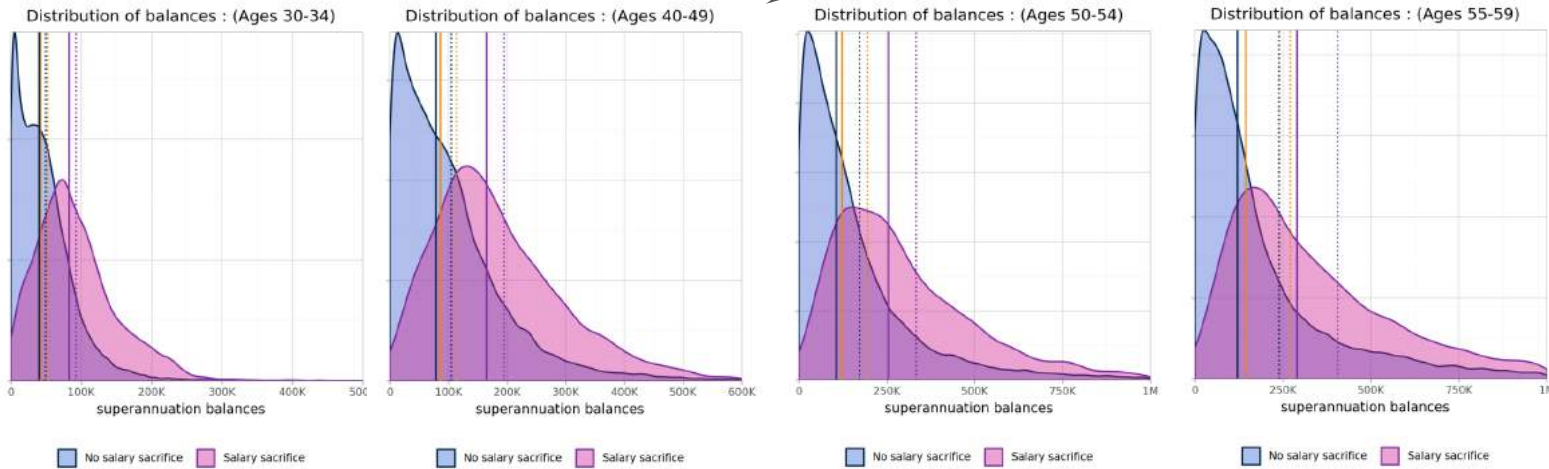 Distribution of balances : (Ages 30-34)
0 100K 200K 300K 400K 500
superannuation balances
No salary sacrifice Salary sacrifice
Distribution of balances : (Ages 40-49)
0 100K 200K 300K 400K 500K 600K
superannuation balances
No salary sacrifice Salary sacrifice
Distribution of balances : (Ages 50-54)
0 250K 500K 750K 1M
superannuation balances
No salary sacrifice Salary sacrifice
Distribution of balances : (Ages 55-59)
0 250K 500K 750K
superannuation balances
No salary sacrifice Salary sacrifice